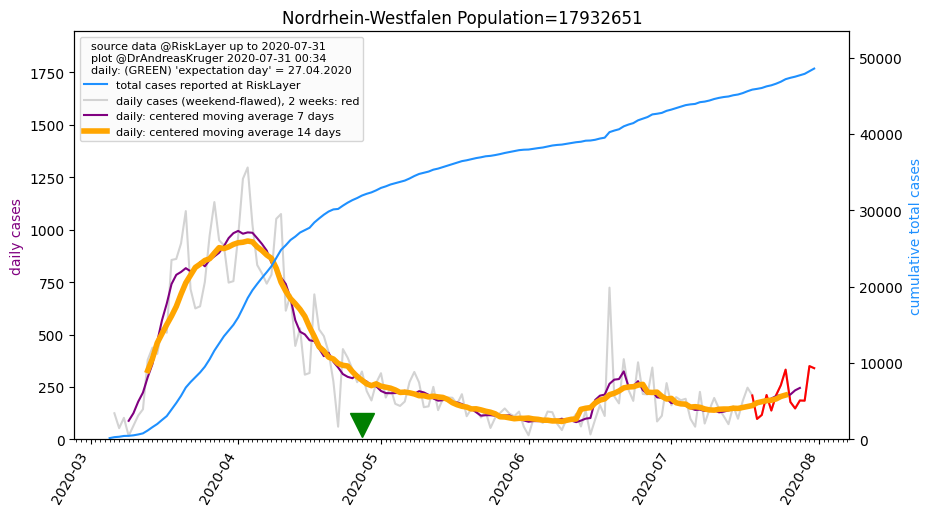 Nordrhein-Westfalen Population=17932651
source data @RiskLayer up to 2020-07-31
plot @DrAndreasKruger 2020-07-31 00:34
daily: (GREEN) 'expectation day' = 27.04.2020
total cases reported at RiskLayer
daily cases (weekend-flawed), 2 weeks: red
daily: centered moving average 7 days
daily: centered moving average 14 days
daily cases
1750
1500
1250
1000
750
500
250
0
50000
40000
30000
20000
10000
0
cumulative total cases
2020-03
2020-04
2020-05
2020-06
2020-07
2020-08